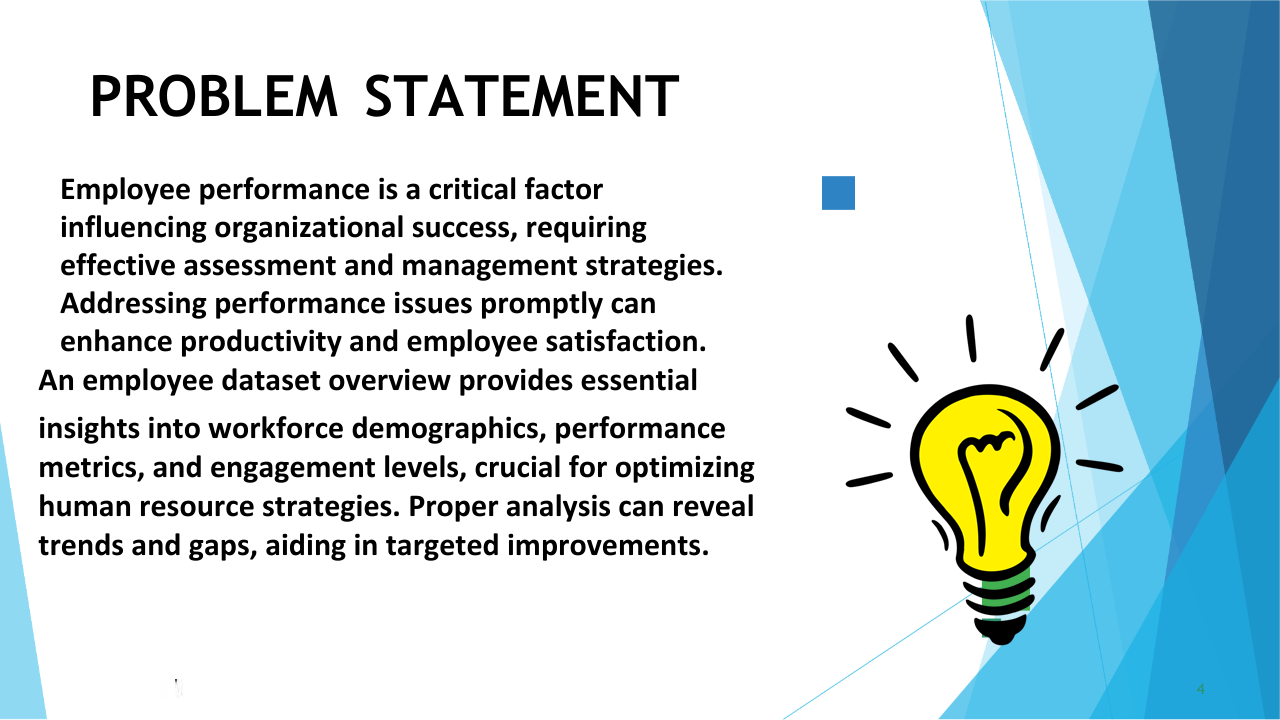 PROBLEM STATEMENT
Employee performance is a critical factor
influencing organizational success, requiring
effective assessment and management strategies.
Addressing performance issues promptly can
enhance productivity and employee satisfaction.
An employee dataset overview provides essential
insights into workforce demographics, performance
metrics, and engagement levels, crucial for optimizing
human resource strategies. Proper analysis can reveal
trends and gaps, aiding in targeted improvements.
4